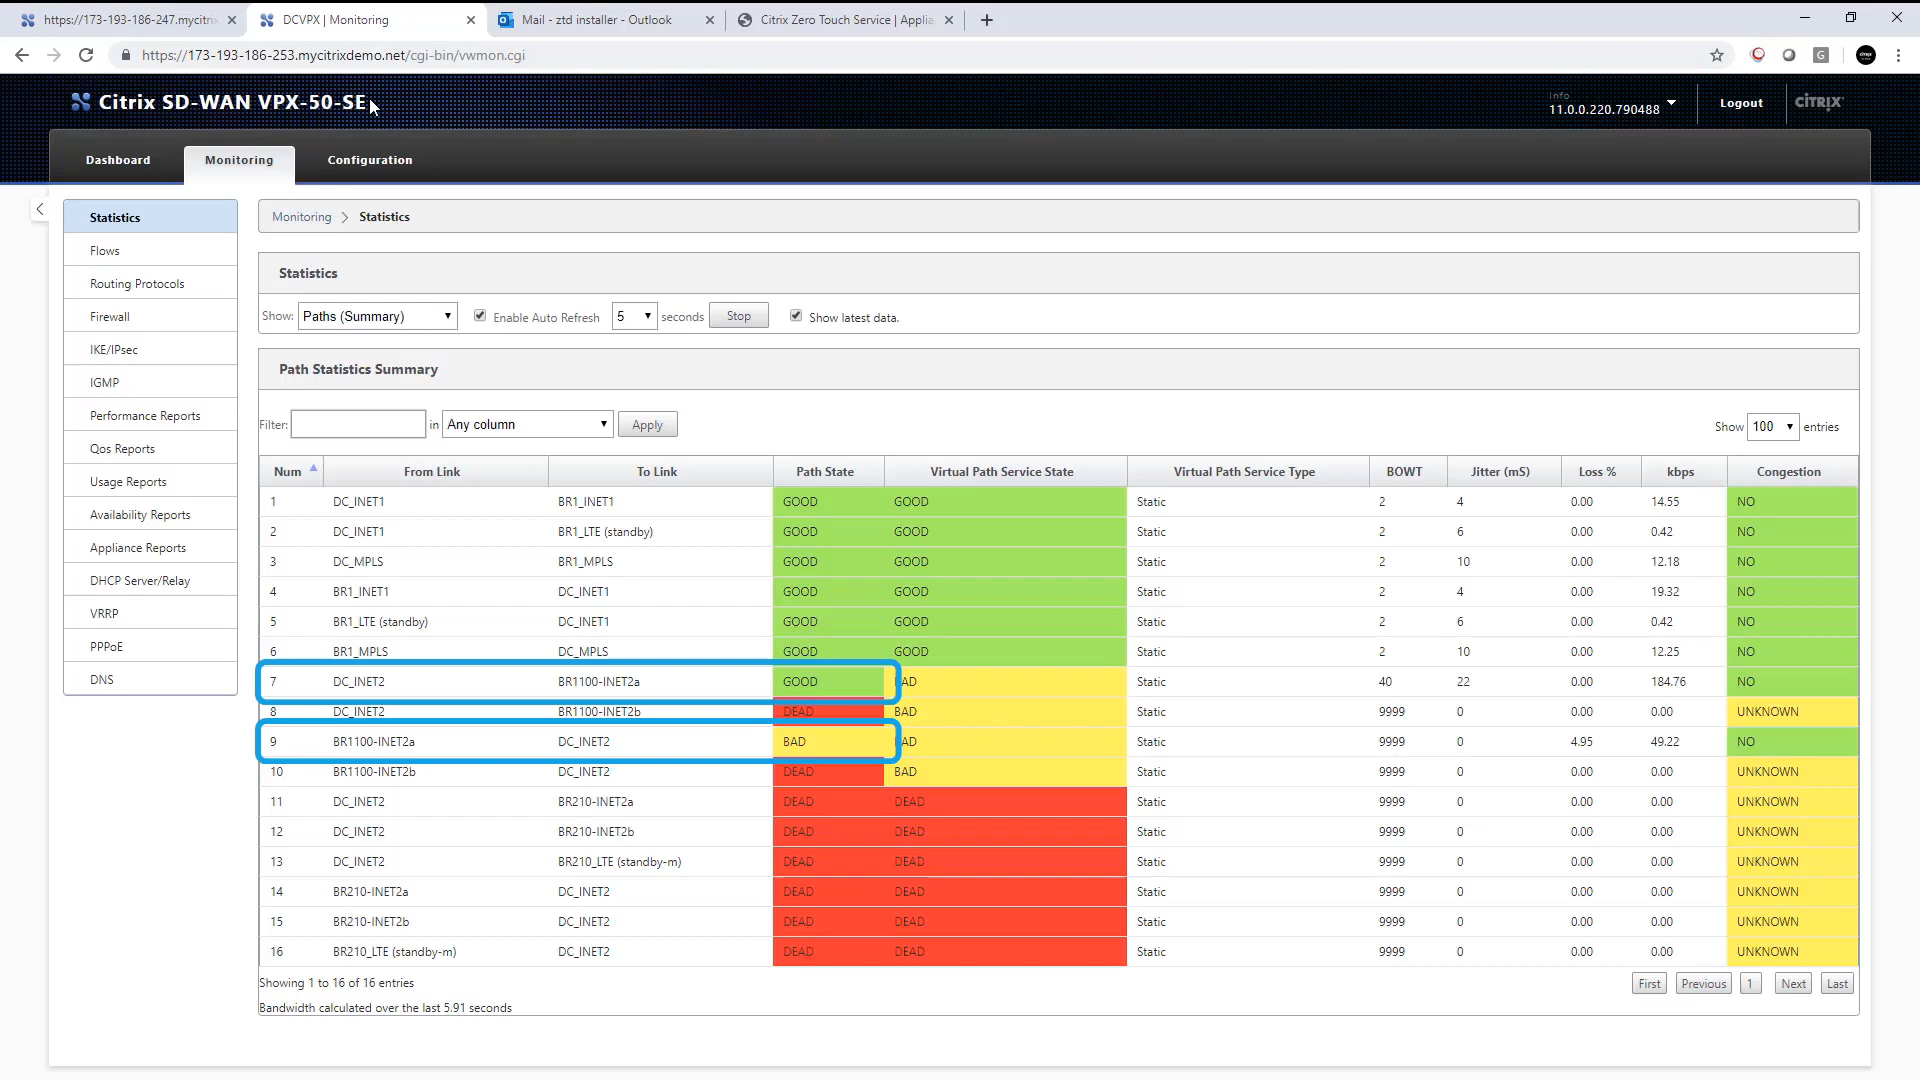 https://173-193-186-247.mycitri
DCVPX | Monitoring
Mail - ztd installer - Outlook
Citrix Zero Touch Service | Applia
https://173-193-186-253.mycitrixdemo.net/cgi-bin/vwmon.cgi
G
Citrix SD-WAN VPX-50-SE
Info
11.0.0.220.790488
Logout
CITRIX
Dashboard
Monitoring
Configuration
Statistics
Flows
Routing Protocols
Firewall
IKE/IPsec
IGMP
Performance Reports
Qos Reports
Usage Reports
Availability Reports
Appliance Reports
DHCP Server/Relay
VRRP
PPPoE
DNS
Monitoring > Statistics
Statistics
Show: Paths (Summary) Enable Auto Refresh 5 seconds Stop Show latest data.
Path Statistics Summary
Filter: in Any column Apply Show 100 entries
Num From Link To Link Path State Virtual Path Service State Virtual Path Service Type BOWT Jitter (mS) Loss % kbps Congestion
1 DC_INET1 BR1_INET1 GOOD GOOD Static 2 4 0.00 14.55 NO
2 DC_INET1 BR1_LTE (standby) GOOD GOOD Static 2 6 0.00 0.42 NO
3 DC_MPLS BR1_MPLS GOOD GOOD Static 2 10 0.00 12.18 NO
4 BR1_INET1 DC_INET1 GOOD GOOD Static 2 4 0.00 19.32 NO
5 BR1_LTE (standby) DC_INET1 GOOD GOOD Static 2 6 0.00 0.42 NO
6 BR1_MPLS DC_MPLS GOOD GOOD Static 2 10 0.00 12.25 NO
7 DC_INET2 BR1100-INET2a GOOD AD Static 40 22 0.00 184.76 NO
8 DC_INET2 BR1100-INET2b DEAD BAD Static 9999 0 0.00 0.00 UNKNOWN
9 BR1100-INET2a DC_INET2 BAD AD Static 9999 0 4.95 49.22 NO
10 BR1100-INET2b DC_INET2 DEAD BAD Static 9999 0 0.00 0.00 UNKNOWN
11 DC_INET2 BR210-INET2a DEAD DEAD Static 9999 0 0.00 0.00 UNKNOWN
12 DC_INET2 BR210-INET2b DEAD DEAD Static 9999 0 0.00 0.00 UNKNOWN
13 DC_INET2 BR210_LTE (standby-m) DEAD DEAD Static 9999 0 0.00 0.00 UNKNOWN
14 BR210-INET2a DC_INET2 DEAD DEAD Static 9999 0 0.00 0.00 UNKNOWN
15 BR210-INET2b DC_INET2 DEAD DEAD Static 9999 0 0.00 0.00 UNKNOWN
16 BR210_LTE (standby-m) DC_INET2 DEAD DEAD Static 9999 0 0.00 0.00 UNKNOWN
Showing 1 to 16 of 16 entries
First Previous 1 Next Last
Bandwidth calculated over the last 5.91 seconds